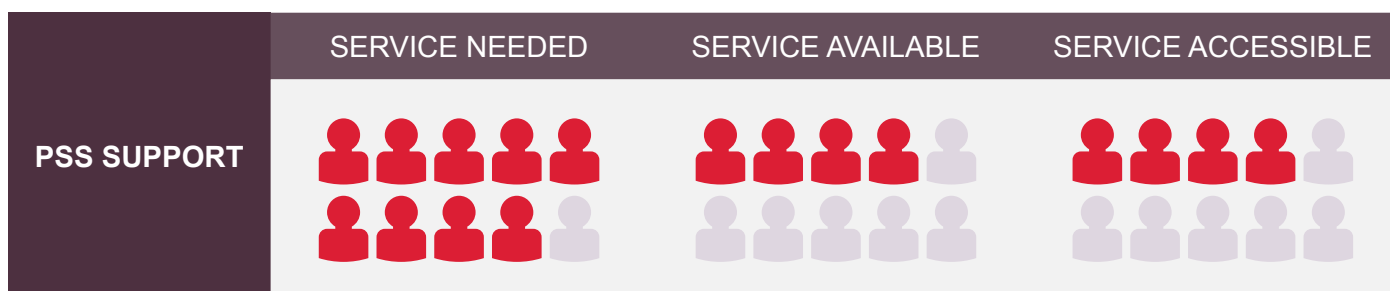 SERVICE NEEDED
SERVICE AVAILABLE
SERVICE ACCESSIBLE
PSS SUPPORT